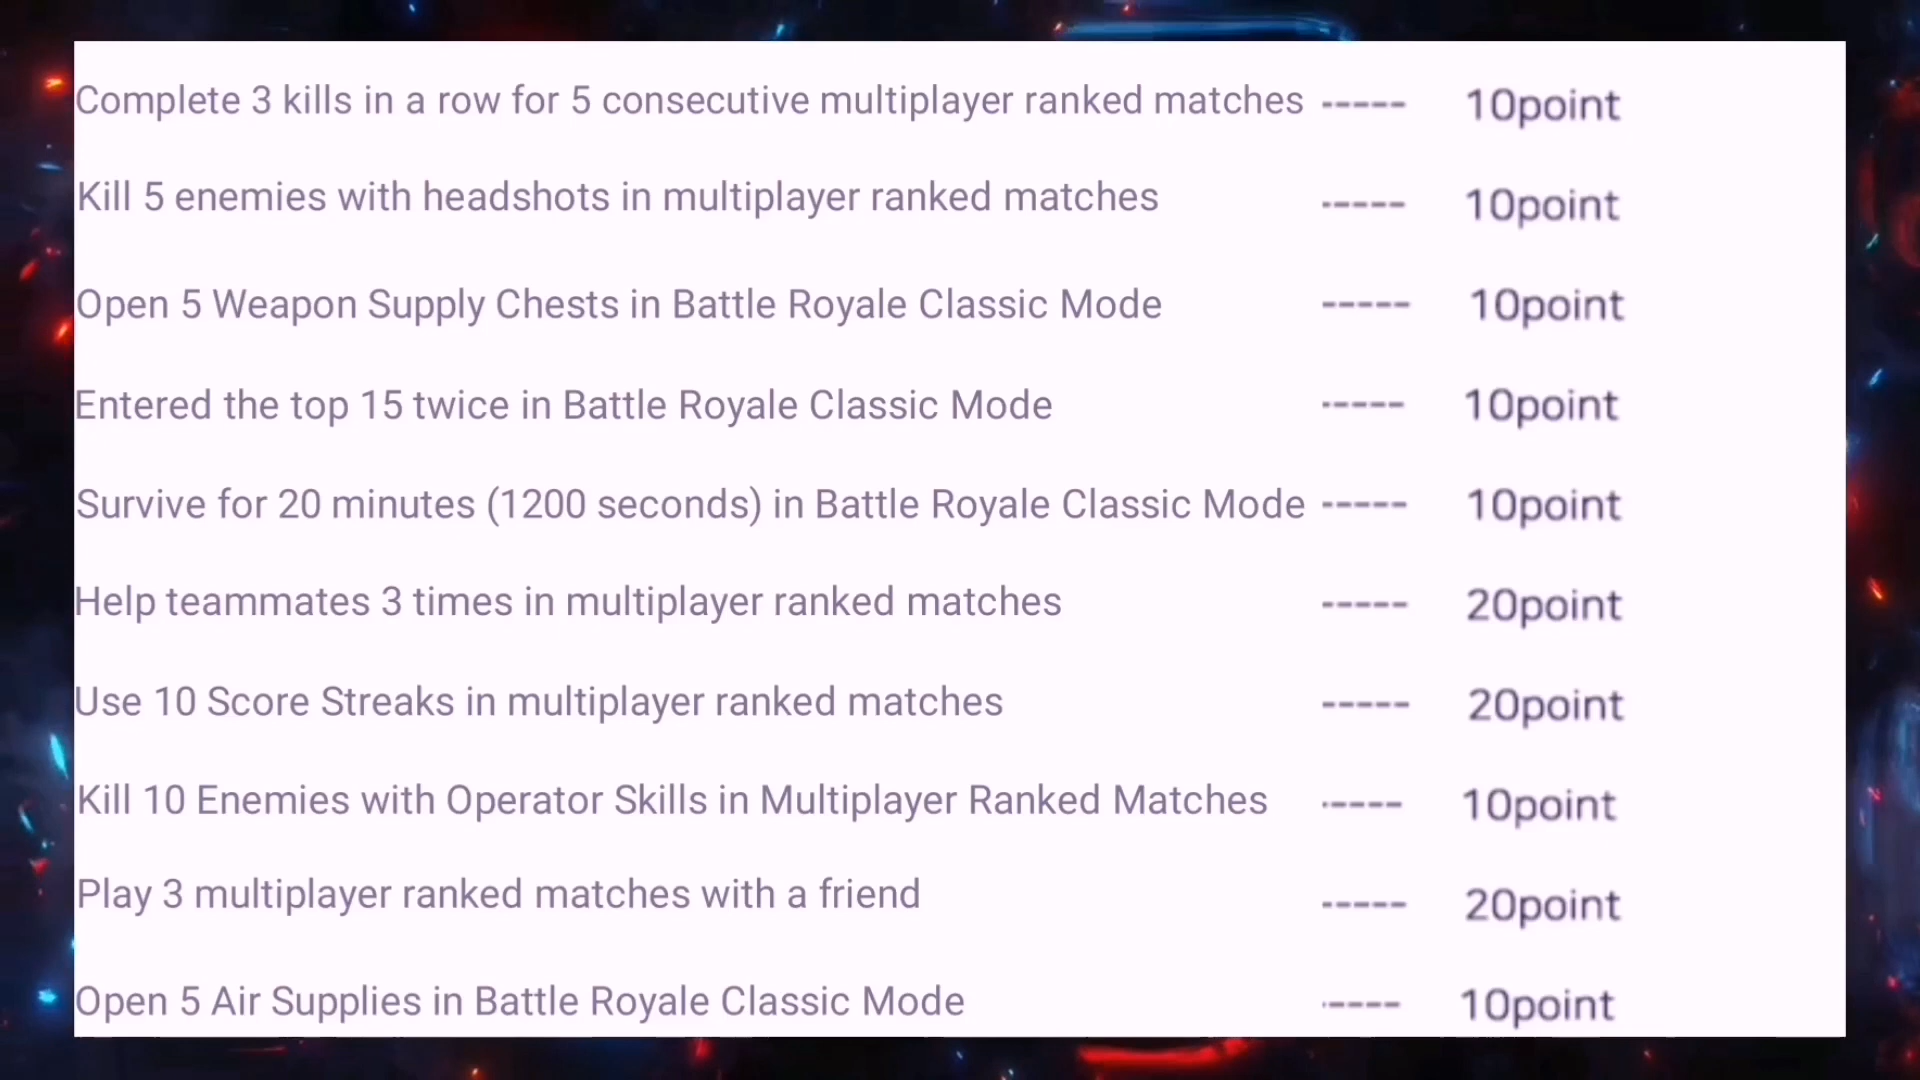 Complete 3 kills in a row for 5 consecutive multiplayer ranked matches ----- 10point
Kill 5 enemies with headshots in multiplayer ranked matches ----- 10point
Open 5 Weapon Supply Chests in Battle Royale Classic Mode ----- 10point
Entered the top 15 twice in Battle Royale Classic Mode ----- 10point
Survive for 20 minutes (1200 seconds) in Battle Royale Classic Mode ----- 10point
Help teammates 3 times in multiplayer ranked matches ----- 20point
Use 10 Score Streaks in multiplayer ranked matches ----- 20point
Kill 10 Enemies with Operator Skills in Multiplayer Ranked Matches ----- 10point
Play 3 multiplayer ranked matches with a friend ----- 20point
Open 5 Air Supplies in Battle Royale Classic Mode ----- 10point